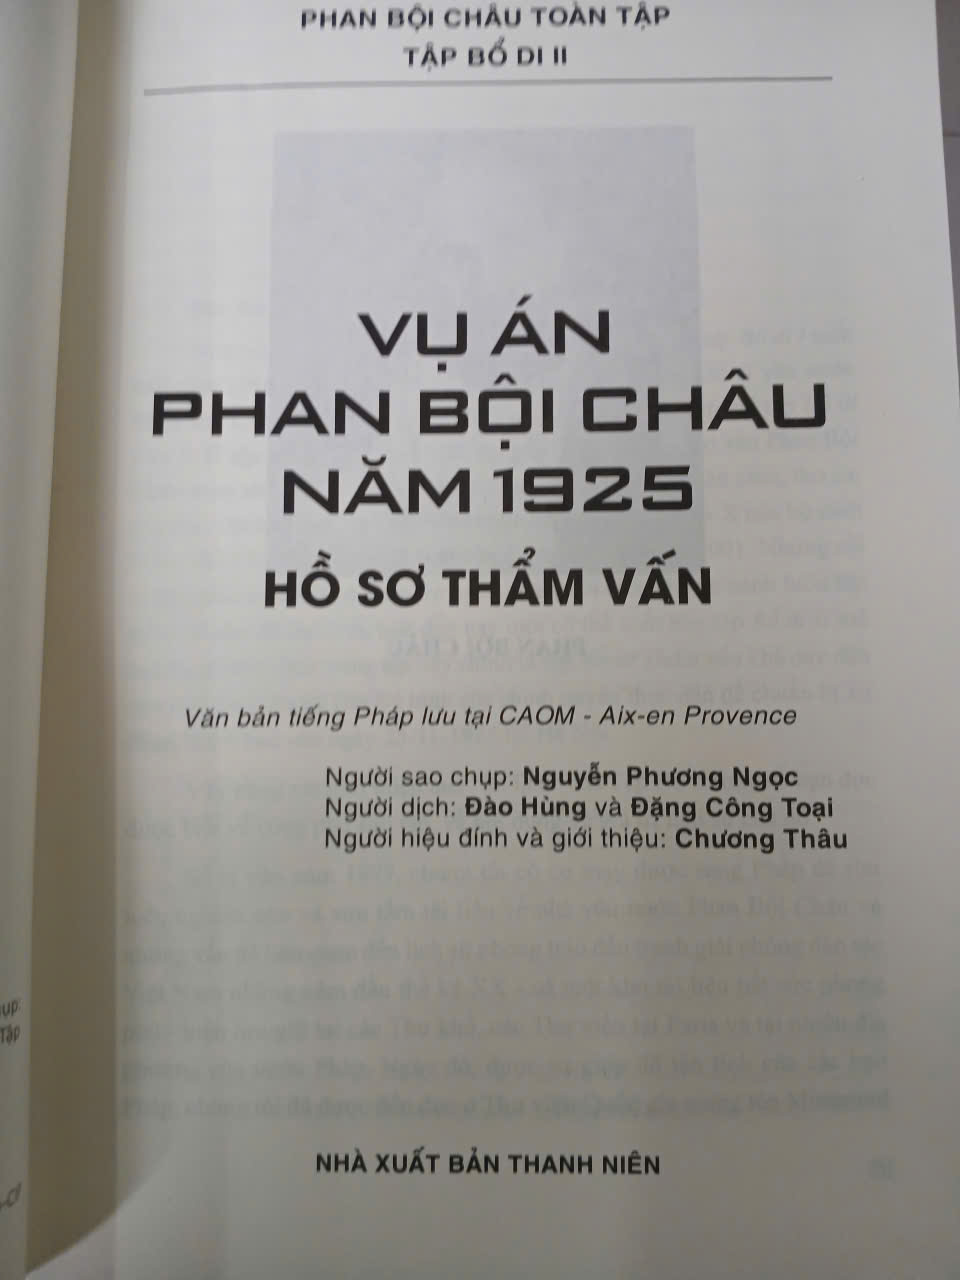 PHAN BỘI CHÂU TOÀN TẬP
TẬP BỔ DI II
VỤ ÁN
PHAN BỘI CHÂU
NĂM 1925
HỒ SƠ THẨM VẤN
Văn bản tiếng Pháp lưu tại CAOM - Aix-en Provence
Người sao chụp: Nguyễn Phương Ngọc
Người dịch: Đào Hùng và Đặng Công Toại
Người hiệu đính và giới thiệu: Chương Thâu
NHÀ XUẤT BẢN THANH NIÊN